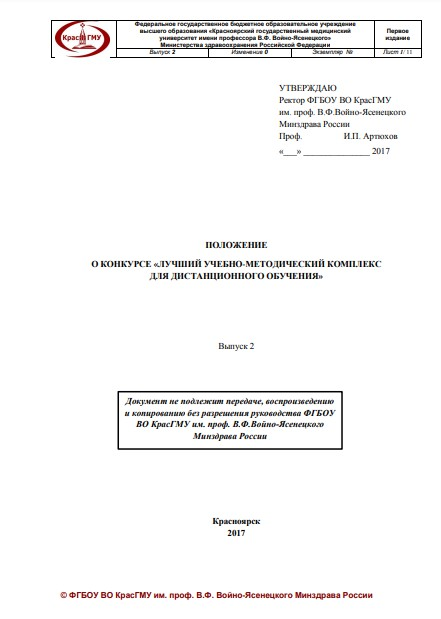 КрасГМУ
Федеральное государственное бюджетное образовательное учреждение
высшего образования «Красноярский государственный медицинский
университет имени профессора В.Ф. Войно-Ясенецкого»
Министерства здравоохранения Российской Федерации
Первое
издание
Выпуск 2
Изменение 0
Экземпляр №
Лист 1/ 11
УТВЕРЖДАЮ
Ректор ФГБОУ ВО КрасГМУ
им. проф. В.Ф.Войно-Ясенецкого
Минздрава России
Проф. И.П. Артюхов
«___» ________________ 2017
ПОЛОЖЕНИЕ
О КОНКУРСЕ «ЛУЧШИЙ УЧЕБНО-МЕТОДИЧЕСКИЙ КОМПЛЕКС
ДЛЯ ДИСТАНЦИОННОГО ОБУЧЕНИЯ»
Выпуск 2
Документ не подлежит передаче, воспроизведению
и копированию без разрешения руководства ФГБОУ
ВО КрасГМУ им. проф. В.Ф.Войно-Ясенецкого
Минздрава России
Красноярск
2017
© ФГБОУ ВО КрасГМУ им. проф. В.Ф. Войно-Ясенецкого Минздрава России